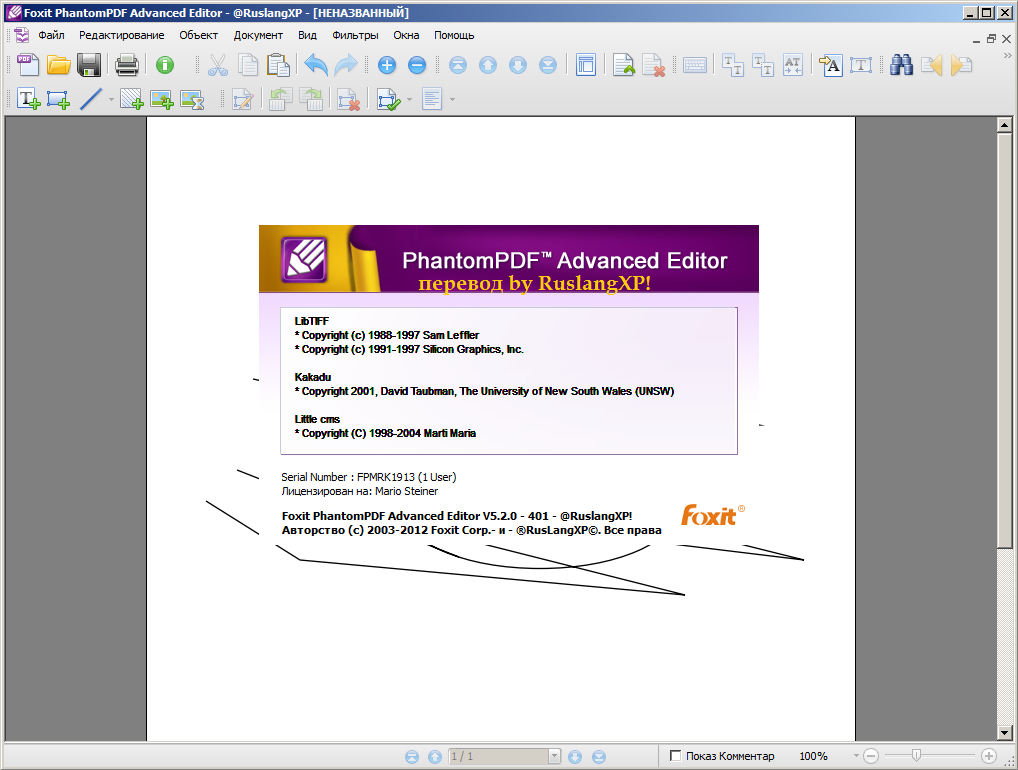 Foxit PhantomPDF Advanced Editor - @RuslangXP - [НЕНАЗВАННЫЙ]
Файл Редактирование Объект Документ Вид Фильтры Окна Помощь
PhantomPDF™ Advanced Editor
перевод by RuslangXP!
LibTIFF
* Copyright (c) 1988-1997 Sam Leffler
* Copyright (c) 1991-1997 Silicon Graphics, Inc.
Kakadu
* Copyright 2001, David Taubman, The University of New South Wales (UNSW)
Little cms
* Copyright (C) 1998-2004 Marti Maria
Serial Number : FPMRK1913 (1 User)
Лицензирован на: Mario Steiner
Foxit PhantomPDF Advanced Editor V5.2.0 - 401 - @RuslangXP!
Авторство (c) 2003-2012 Foxit Corp.- и - @RusLangXP©. Все права
foxit®
1 / 1 Показ Комментар 100%